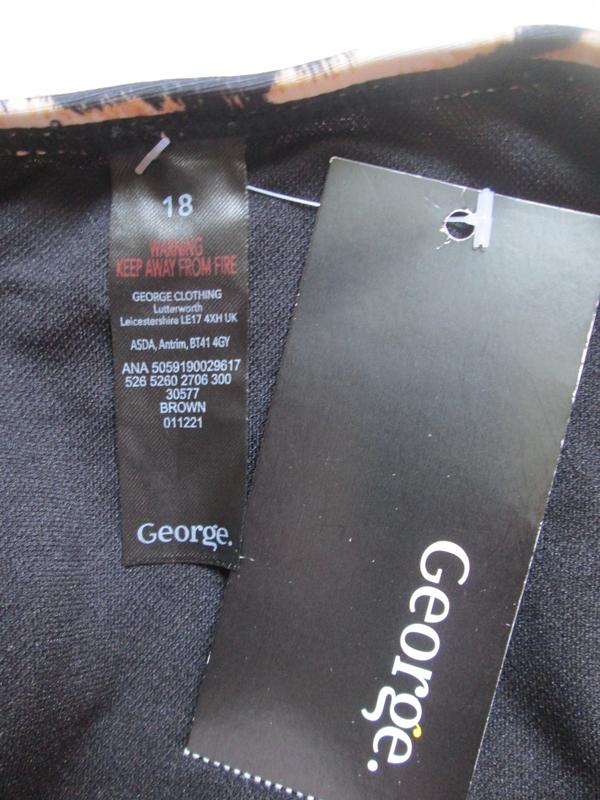 18
WARNING
KEEP AWAY FROM FIRE
GEORGE CLOTHING
Lutterworth
Leicestershire LE17 4XH UK
ASDA, Antrim, BT41 4GY
ANA 5059190029617
526 5260 2706 300
30577
BROWN
011221
George.
George.